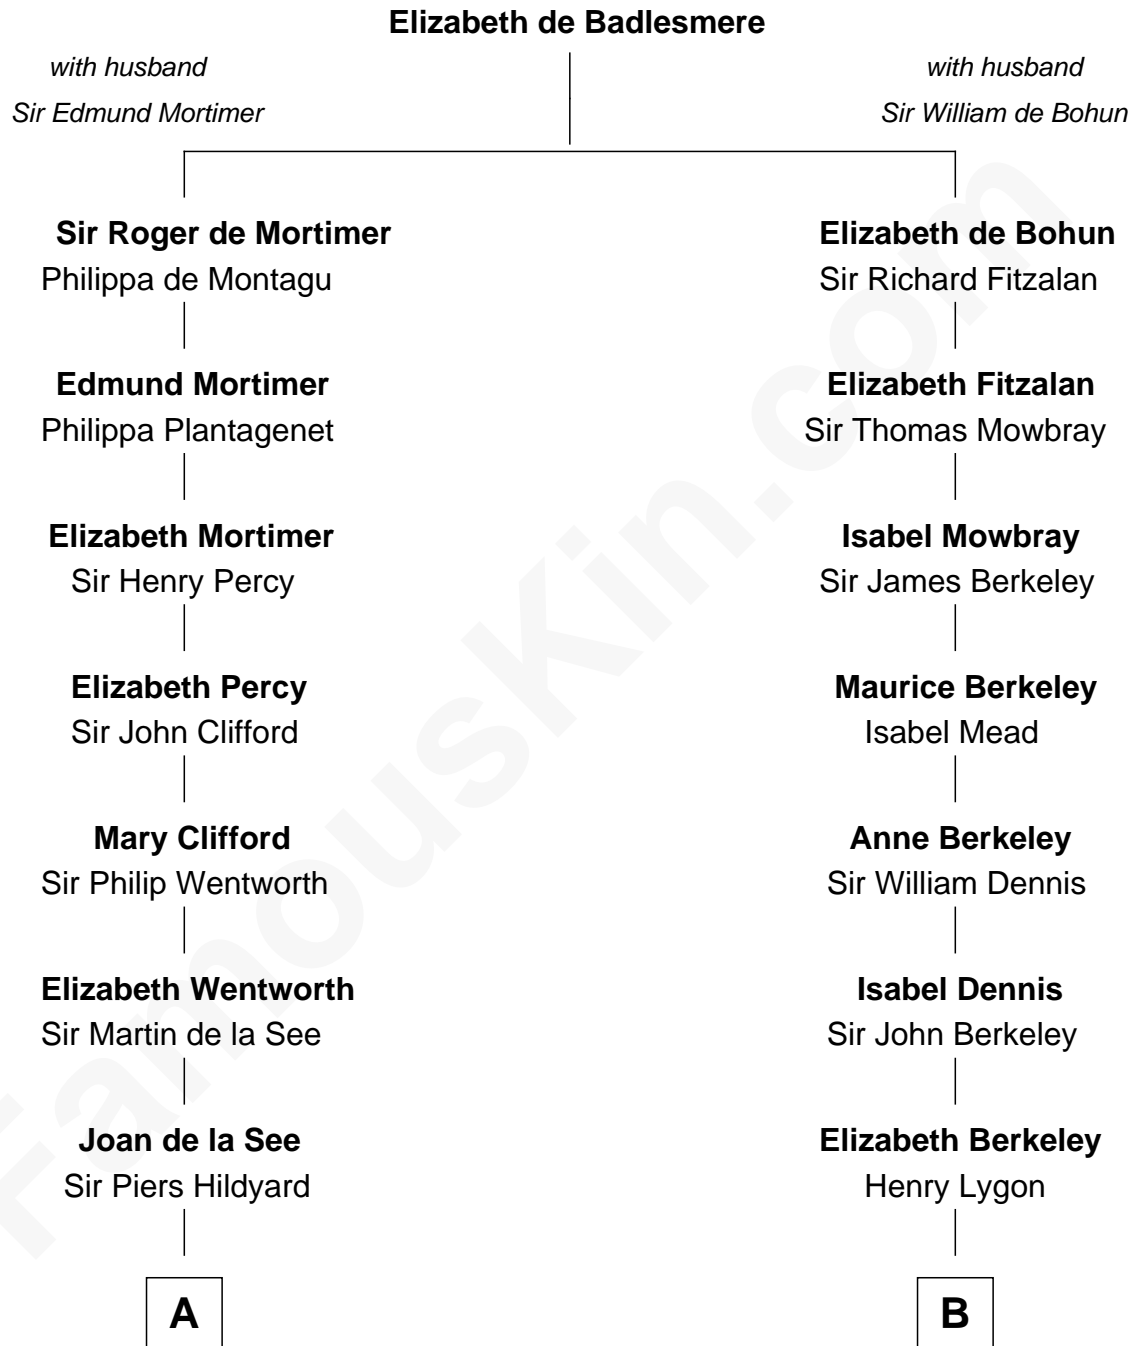 Elizabeth de Badlesmere
with husband
Sir Edmund Mortimer
with husband
Sir William de Bohun
Sir Roger de Mortimer
Philippa de Montagu
Elizabeth de Bohun
Sir Richard Fitzalan
Edmund Mortimer
Philippa Plantagenet
Elizabeth Fitzalan
Sir Thomas Mowbray
Elizabeth Mortimer
Sir Henry Percy
Isabel Mowbray
Sir James Berkeley
Elizabeth Percy
Sir John Clifford
Maurice Berkeley
Isabel Mead
Mary Clifford
Sir Philip Wentworth
Anne Berkeley
Sir William Dennis
Elizabeth Wentworth
Sir Martin de la See
Isabel Dennis
Sir John Berkeley
Joan de la See
Sir Piers Hildyard
Elizabeth Berkeley
Henry Lygon
A
B
FamousKin.com